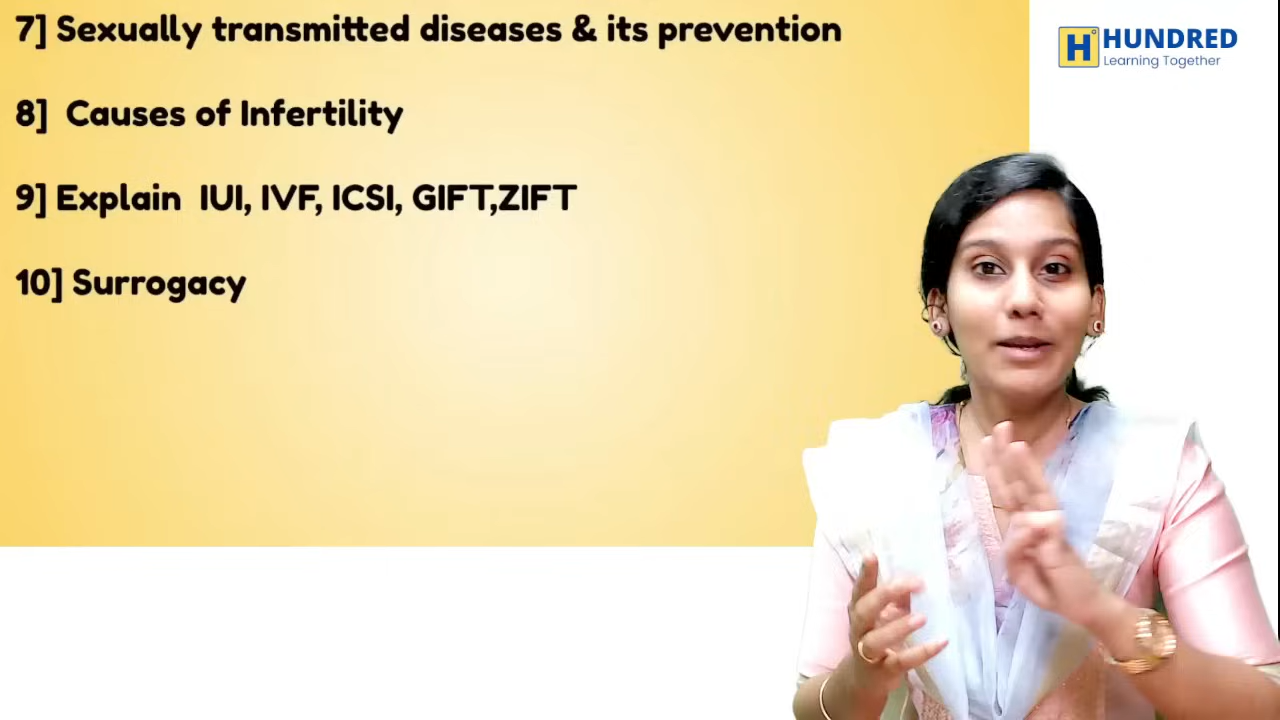 7] Sexually transmitted diseases & its prevention
8] Causes of Infertility
9] Explain IUI, IVF, ICSI, GIFT,ZIFT
10] Surrogacy
H HUNDRED
Learning Together